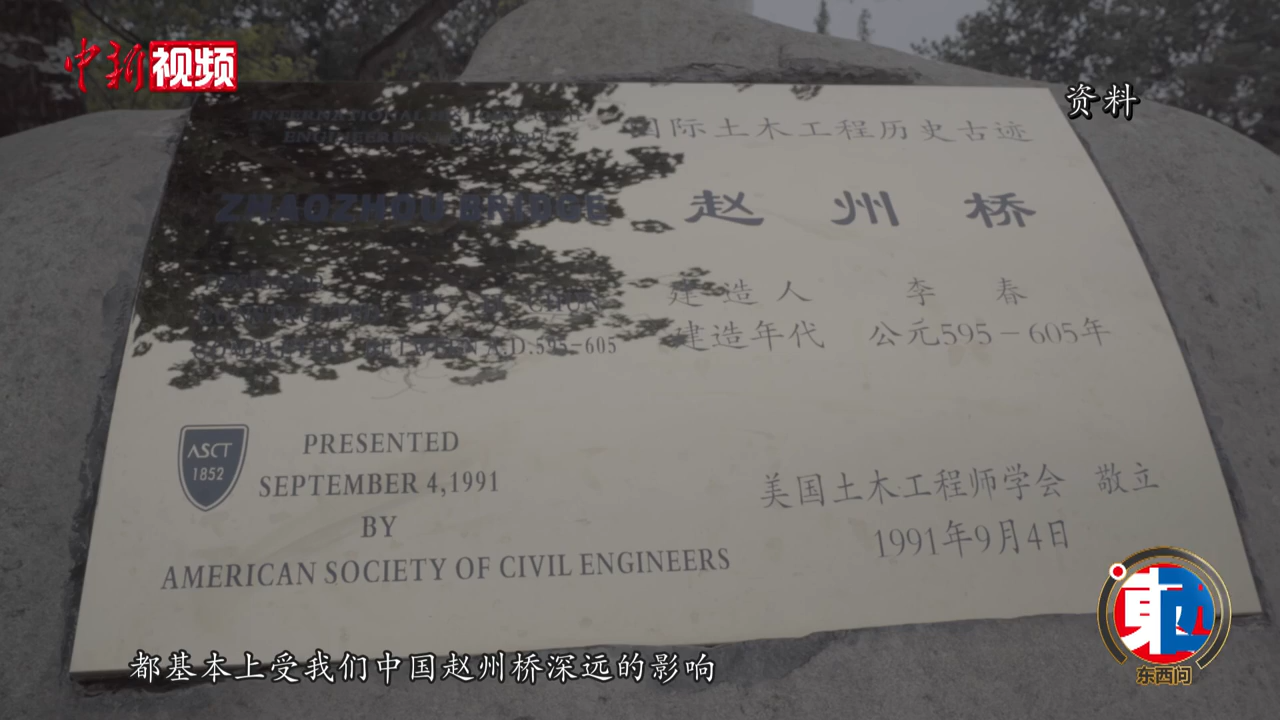 中新视频
资料
INTERNATIONAL
国际土木工程历史古迹
ZHAOZHOU BRIDGE
赵州桥
建造人 李春
建造年代 公元595-605年
A.D.595-605
ASCT
1852
PRESENTED
SEPTEMBER 4,1991
BY
AMERICAN SOCIETY OF CIVIL ENGINEERS
美国土木工程师学会 敬立
1991年9月4日
都基本上受我们中国赵州桥深远的影响
东西问